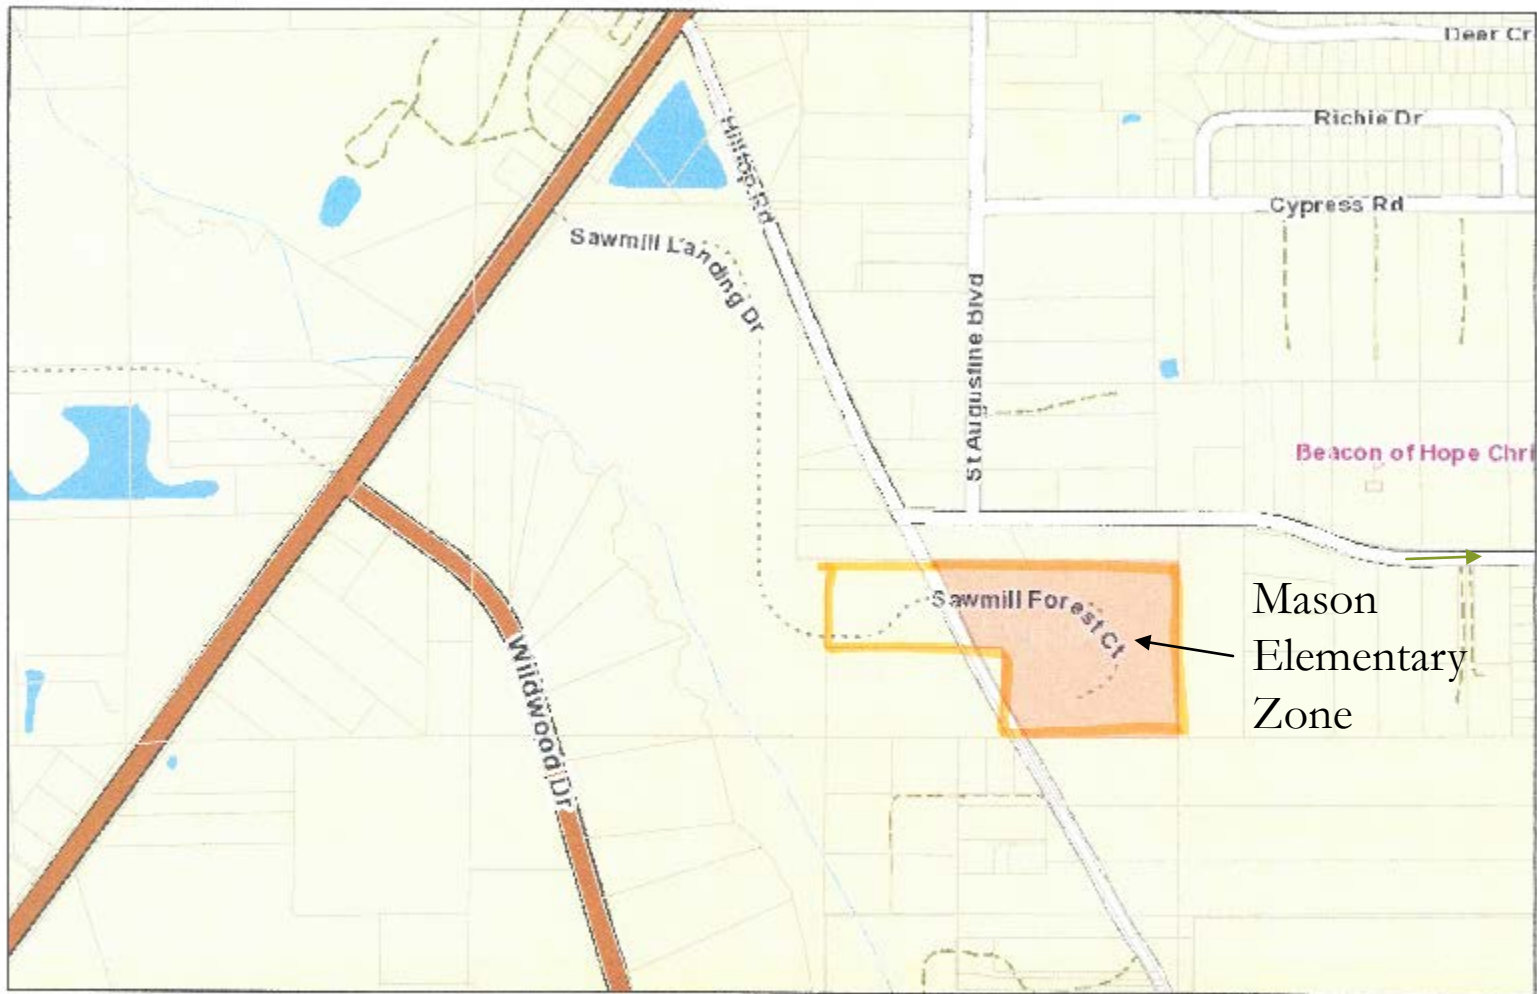 Dear Cr
Richie Dr
Cypress Rd
Hilltop Rd
Sawmill Landing Dr
St Augustine Blvd
Beacon of Hope Chri
Sawmill Forest Ct
Mason
Elementary
Zone
Wildwood Dr